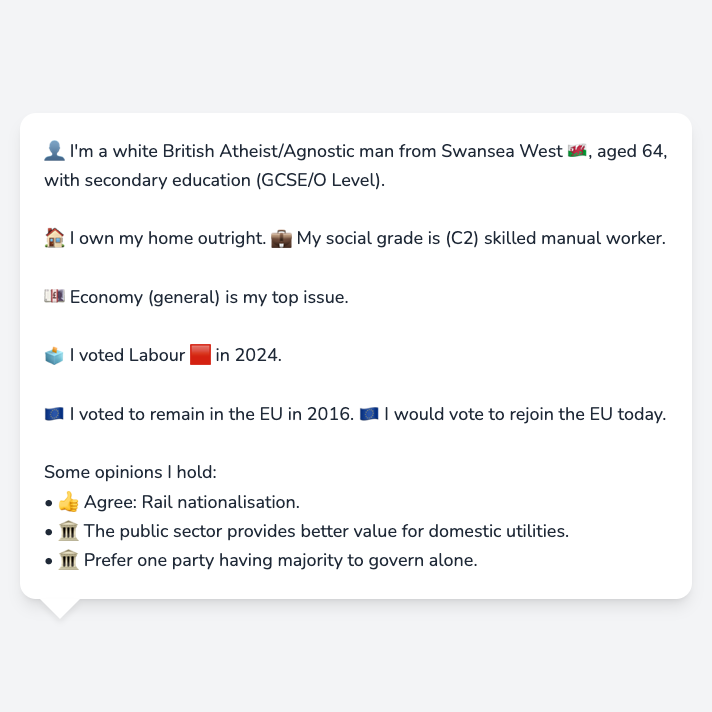 👤 I'm a white British Atheist/Agnostic man from Swansea West 🏴󠁧󠁢󠁷󠁬󠁳󠁿, aged 64,
with secondary education (GCSE/O Level).
🏠 I own my home outright. 💼 My social grade is (C2) skilled manual worker.
💷 Economy (general) is my top issue.
🗳️ I voted Labour 🟥 in 2024.
🇪🇺 I voted to remain in the EU in 2016. 🇪🇺 I would vote to rejoin the EU today.
Some opinions I hold:
• 👍 Agree: Rail nationalisation.
• 🏛️ The public sector provides better value for domestic utilities.
• 🏛️ Prefer one party having majority to govern alone.